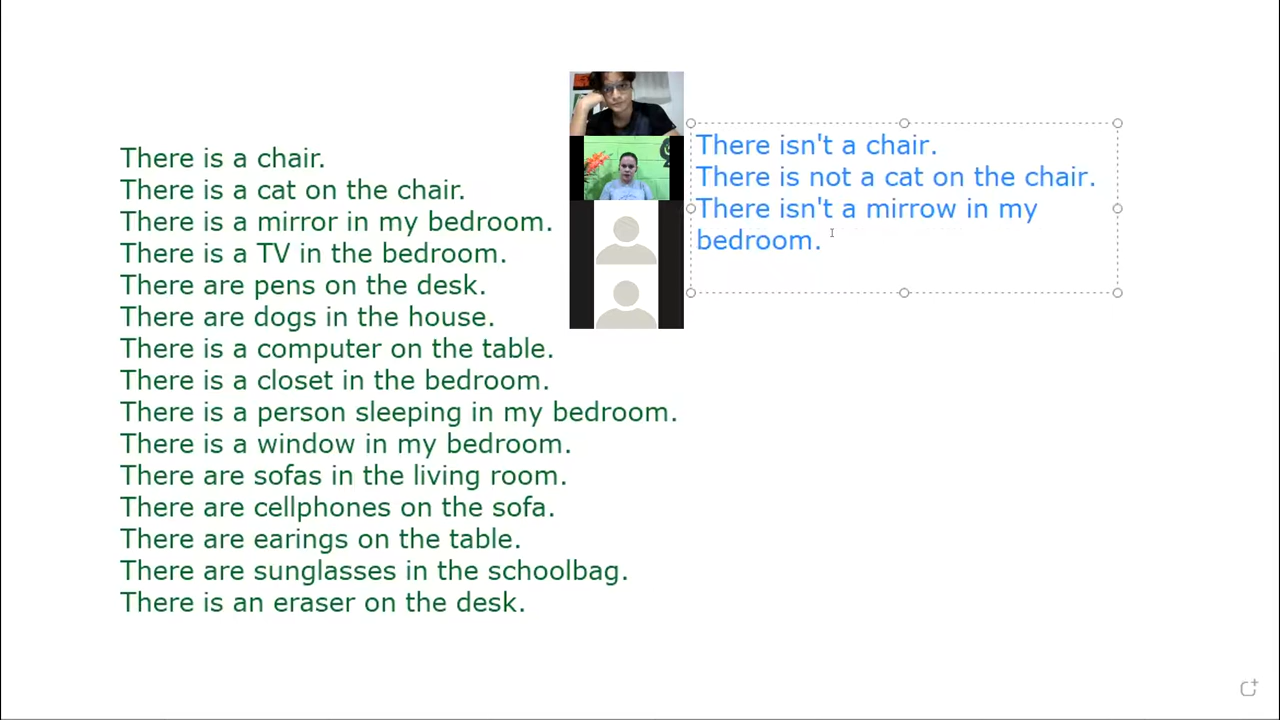 There is a chair.
There is a cat on the chair.
There is a mirror in my bedroom.
There is a TV in the bedroom.
There are pens on the desk.
There are dogs in the house.
There is a computer on the table.
There is a closet in the bedroom.
There is a person sleeping in my bedroom.
There is a window in my bedroom.
There are sofas in the living room.
There are cellphones on the sofa.
There are earings on the table.
There are sunglasses in the schoolbag.
There is an eraser on the desk.
There isn't a chair.
There is not a cat on the chair.
There isn't a mirrow in my
bedroom.